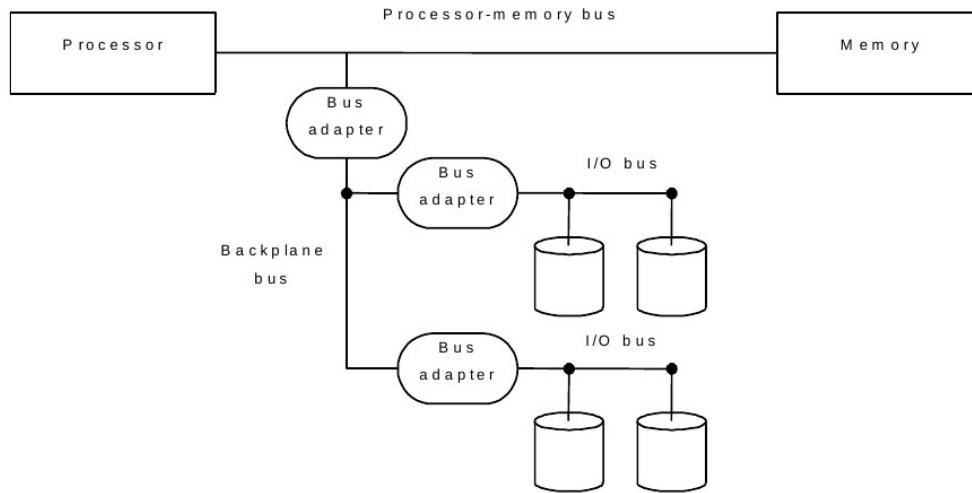 Processor-memory bus
Processor
Memory
Bus
adapter
I/O bus
Bus
adapter
Backplane
bus
I/O bus
Bus
adapter